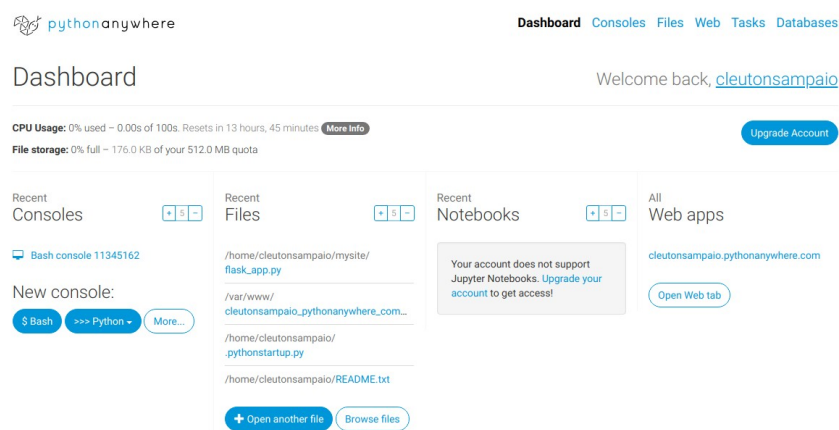 pythonanywhere
Dashboard Consoles Files Web Tasks Databases
Dashboard
Welcome back, cleutonsampaio
CPU Usage: 0% used – 0.00s of 100s. Resets in 13 hours, 45 minutes More Info
File storage: 0% full – 176.0 KB of your 512.0 MB quota
Upgrade Account
Recent
Consoles
+ 5 −
Bash console 11345162
New console:
$ Bash >>> Python More...
Recent
Files
+ 5 −
/home/cleutonsampaio/mysite/
flask_app.py
/var/www/
cleutonsampaio_pythonanywhere_com…
/home/cleutonsampaio/
.pythonstartup.py
/home/cleutonsampaio/README.txt
+ Open another file Browse files
Recent
Notebooks
+ 5 −
Your account does not support
Jupyter Notebooks. Upgrade your
account to get access!
All
Web apps
cleutonsampaio.pythonanywhere.com
Open Web tab